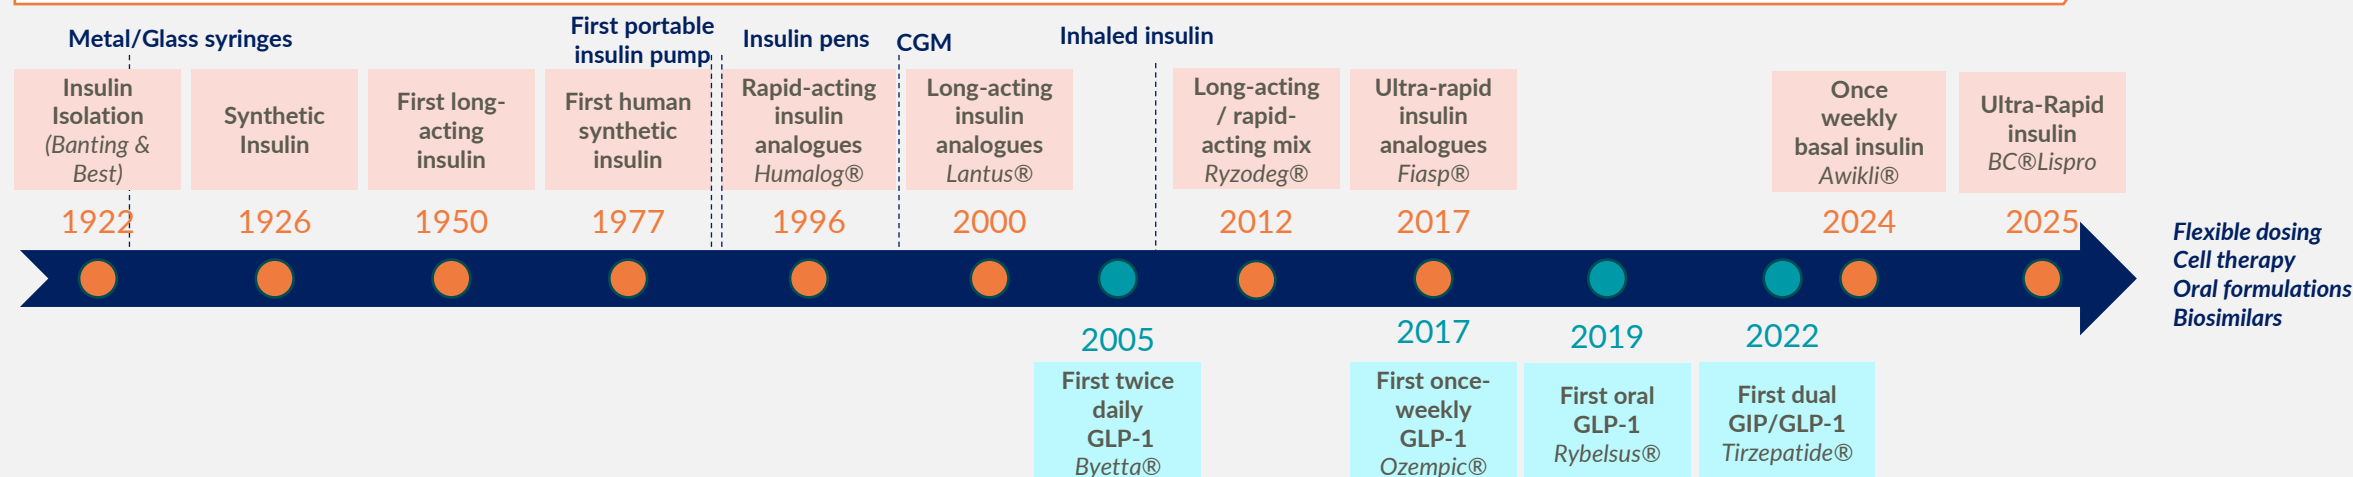 Metal/Glass syringes
First portable
insulin pump
Insulin pens
CGM
Inhaled insulin
Insulin
Isolation
(Banting &
Best)
Synthetic
Insulin
First long-
acting
insulin
First human
synthetic
insulin
Rapid-acting
insulin
analogues
Humalog®
Long-acting
insulin
analogues
Lantus®
Long-acting
/ rapid-
acting mix
Ryzodeg®
Ultra-rapid
insulin
analogues
Fiasp®
Once
weekly
basal insulin
Awikli®
Ultra-Rapid
insulin
BC®Lispro
1922
1926
1950
1977
1996
2000
2012
2017
2024
2025
Flexible dosing
Cell therapy
Oral formulations
Biosimilars
2005
2017
2019
2022
First twice
daily
GLP-1
Byetta®
First once-
weekly
GLP-1
Ozempic®
First oral
GLP-1
Rybelsus®
First dual
GIP/GLP-1
Tirzepatide®